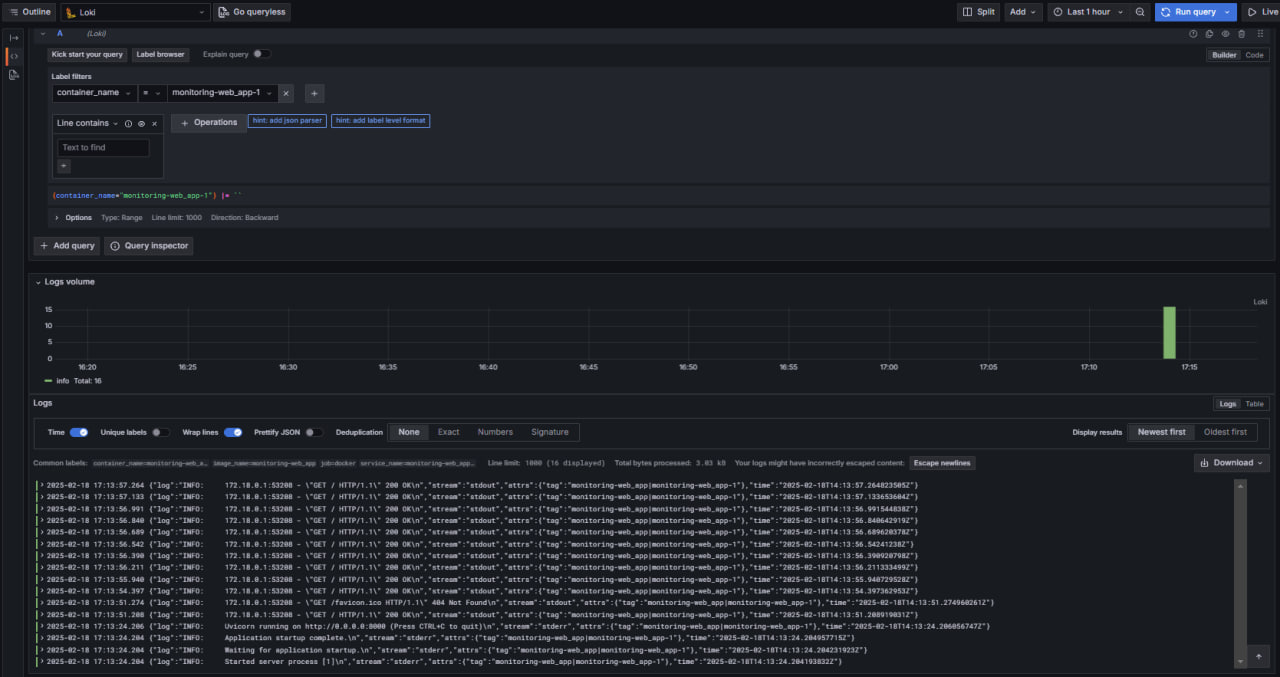 Outline Loki Go queryless Split Add Last 1 hour Run query Live
A (Loki)
Kick start your query Label browser Explain query Builder Code
Label filters
container_name = monitoring-web_app-1
Line contains + Operations hint: add json parser hint: add label level format
Text to find
+
{container_name="monitoring-web_app-1"} |= ``
Options Type: Range Line limit: 1000 Direction: Backward
+ Add query Query inspector
Logs volume
Loki
15
10
5
0
16:20 16:25 16:30 16:35 16:40 16:45 16:50 16:55 17:00 17:05 17:10 17:15
info Total: 16
Logs Logs Table
Time Unique labels Wrap lines Prettify JSON Deduplication None Exact Numbers Signature Display results Newest first Oldest first
Common labels: container_name=monitoring-web_a… image_name=monitoring-web_app job=docker service_name=monitoring-web_app… Line limit: 1000 (16 displayed) Total bytes processed: 3.03 kB Your logs might have incorrectly escaped content: Escape newlines Download
2025-02-18 17:13:57.264 {"log":"INFO:     172.18.0.1:53208 - \"GET / HTTP/1.1\" 200 OK\n","stream":"stdout","attrs":{"tag":"monitoring-web_app|monitoring-web_app-1"},"time":"2025-02-18T14:13:57.264823505Z"}
2025-02-18 17:13:57.133 {"log":"INFO:     172.18.0.1:53208 - \"GET / HTTP/1.1\" 200 OK\n","stream":"stdout","attrs":{"tag":"monitoring-web_app|monitoring-web_app-1"},"time":"2025-02-18T14:13:57.133653604Z"}
2025-02-18 17:13:56.991 {"log":"INFO:     172.18.0.1:53208 - \"GET / HTTP/1.1\" 200 OK\n","stream":"stdout","attrs":{"tag":"monitoring-web_app|monitoring-web_app-1"},"time":"2025-02-18T14:13:56.991544838Z"}
2025-02-18 17:13:56.840 {"log":"INFO:     172.18.0.1:53208 - \"GET / HTTP/1.1\" 200 OK\n","stream":"stdout","attrs":{"tag":"monitoring-web_app|monitoring-web_app-1"},"time":"2025-02-18T14:13:56.840642919Z"}
2025-02-18 17:13:56.689 {"log":"INFO:     172.18.0.1:53208 - \"GET / HTTP/1.1\" 200 OK\n","stream":"stdout","attrs":{"tag":"monitoring-web_app|monitoring-web_app-1"},"time":"2025-02-18T14:13:56.689620378Z"}
2025-02-18 17:13:56.542 {"log":"INFO:     172.18.0.1:53208 - \"GET / HTTP/1.1\" 200 OK\n","stream":"stdout","attrs":{"tag":"monitoring-web_app|monitoring-web_app-1"},"time":"2025-02-18T14:13:56.54241238Z"}
2025-02-18 17:13:56.390 {"log":"INFO:     172.18.0.1:53208 - \"GET / HTTP/1.1\" 200 OK\n","stream":"stdout","attrs":{"tag":"monitoring-web_app|monitoring-web_app-1"},"time":"2025-02-18T14:13:56.390920798Z"}
2025-02-18 17:13:56.211 {"log":"INFO:     172.18.0.1:53208 - \"GET / HTTP/1.1\" 200 OK\n","stream":"stdout","attrs":{"tag":"monitoring-web_app|monitoring-web_app-1"},"time":"2025-02-18T14:13:56.211333499Z"}
2025-02-18 17:13:55.940 {"log":"INFO:     172.18.0.1:53208 - \"GET / HTTP/1.1\" 200 OK\n","stream":"stdout","attrs":{"tag":"monitoring-web_app|monitoring-web_app-1"},"time":"2025-02-18T14:13:55.940729528Z"}
2025-02-18 17:13:54.397 {"log":"INFO:     172.18.0.1:53208 - \"GET / HTTP/1.1\" 200 OK\n","stream":"stdout","attrs":{"tag":"monitoring-web_app|monitoring-web_app-1"},"time":"2025-02-18T14:13:54.397362953Z"}
2025-02-18 17:13:51.274 {"log":"INFO:     172.18.0.1:53208 - \"GET /favicon.ico HTTP/1.1\" 404 Not Found\n","stream":"stdout","attrs":{"tag":"monitoring-web_app|monitoring-web_app-1"},"time":"2025-02-18T14:13:51.274960261Z"}
2025-02-18 17:13:51.208 {"log":"INFO:     172.18.0.1:53208 - \"GET / HTTP/1.1\" 200 OK\n","stream":"stdout","attrs":{"tag":"monitoring-web_app|monitoring-web_app-1"},"time":"2025-02-18T14:13:51.208919031Z"}
2025-02-18 17:13:24.206 {"log":"INFO:     Uvicorn running on http://0.0.0.0:8000 (Press CTRL+C to quit)\n","stream":"stderr","attrs":{"tag":"monitoring-web_app|monitoring-web_app-1"},"time":"2025-02-18T14:13:24.206056747Z"}
2025-02-18 17:13:24.204 {"log":"INFO:     Application startup complete.\n","stream":"stderr","attrs":{"tag":"monitoring-web_app|monitoring-web_app-1"},"time":"2025-02-18T14:13:24.204957715Z"}
2025-02-18 17:13:24.204 {"log":"INFO:     Waiting for application startup.\n","stream":"stderr","attrs":{"tag":"monitoring-web_app|monitoring-web_app-1"},"time":"2025-02-18T14:13:24.204231923Z"}
2025-02-18 17:13:24.204 {"log":"INFO:     Started server process [1]\n","stream":"stderr","attrs":{"tag":"monitoring-web_app|monitoring-web_app-1"},"time":"2025-02-18T14:13:24.204193832Z"}